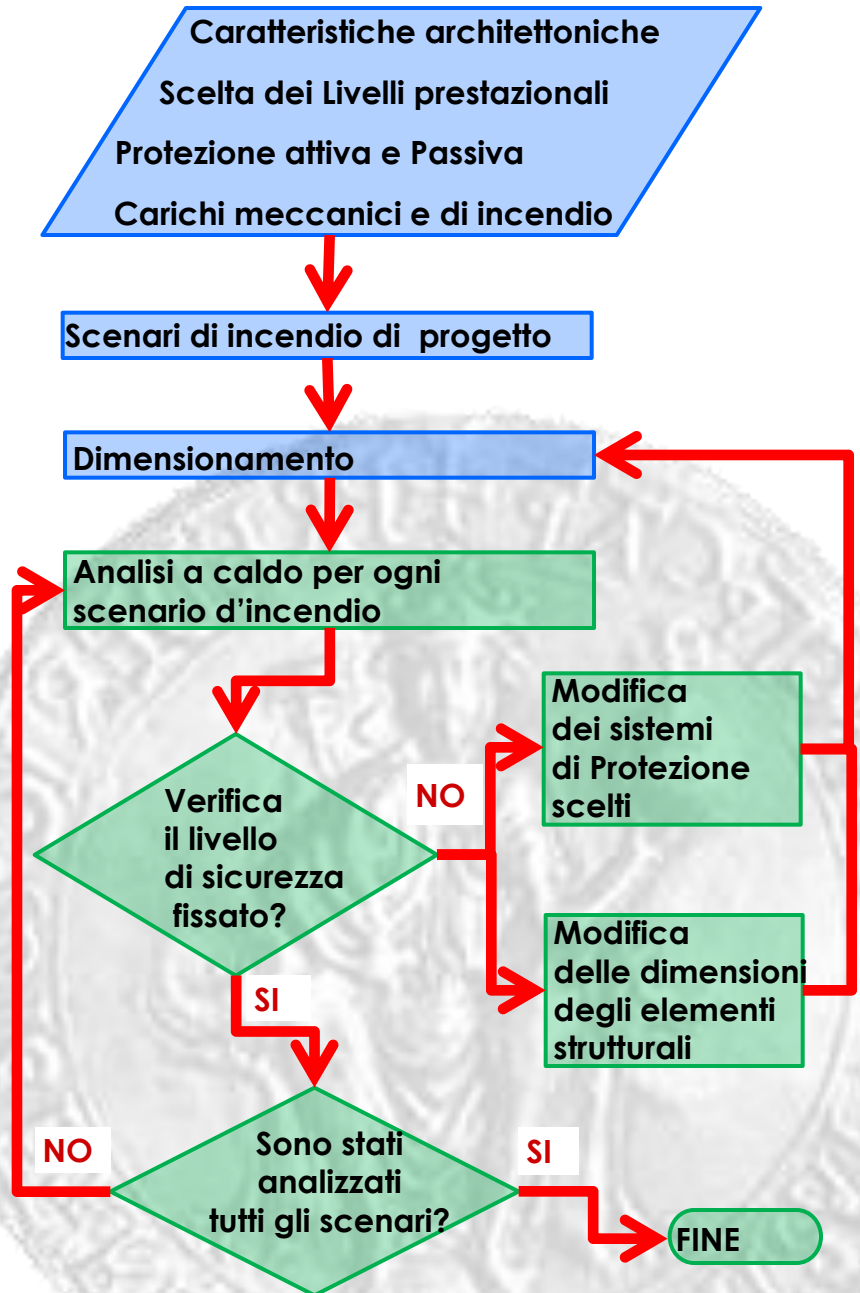 Caratteristiche architettoniche
Scelta dei Livelli prestazionali
Protezione attiva e Passiva
Carichi meccanici e di incendio
Scenari di incendio di progetto
Dimensionamento
Analisi a caldo per ogni
scenario d'incendio
Verifica
il livello
di sicurezza
fissato?
NO
Modifica
dei sistemi
di Protezione
scelti
Modifica
delle dimensioni
degli elementi
strutturali
SI
Sono stati
analizzati
tutti gli scenari?
NO
SI
FINE